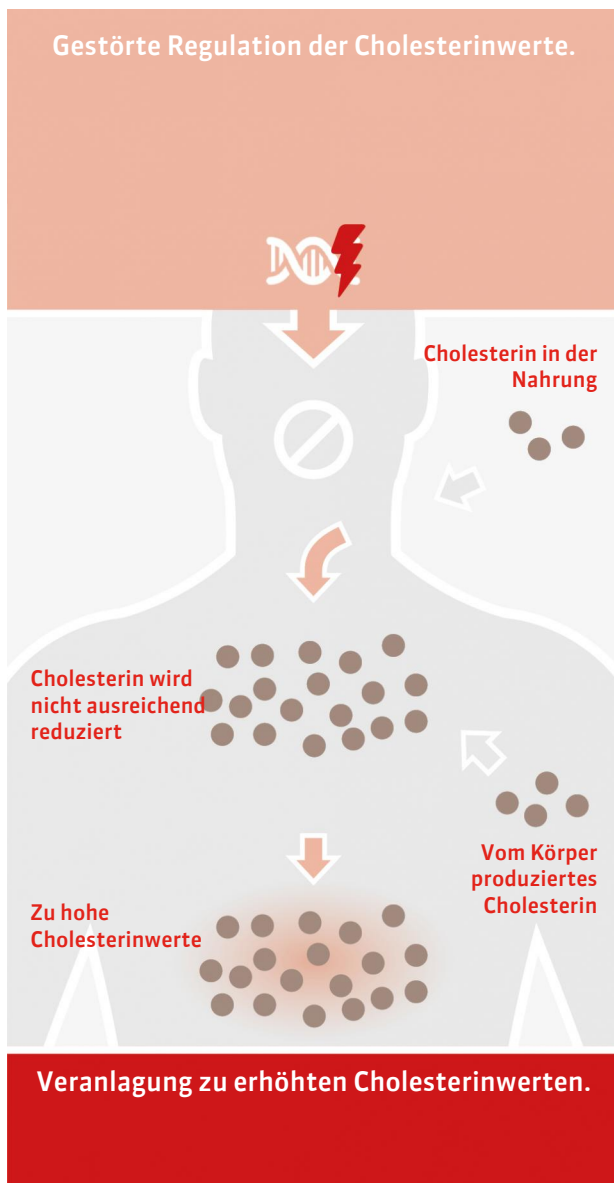 Gestörte Regulation der Cholesterinwerte.
Cholesterin in der
Nahrung
Cholesterin wird
nicht ausreichend
reduziert
Vom Körper
produziertes
Cholesterin
Zu hohe
Cholesterinwerte
Veranlagung zu erhöhten Cholesterinwerten.